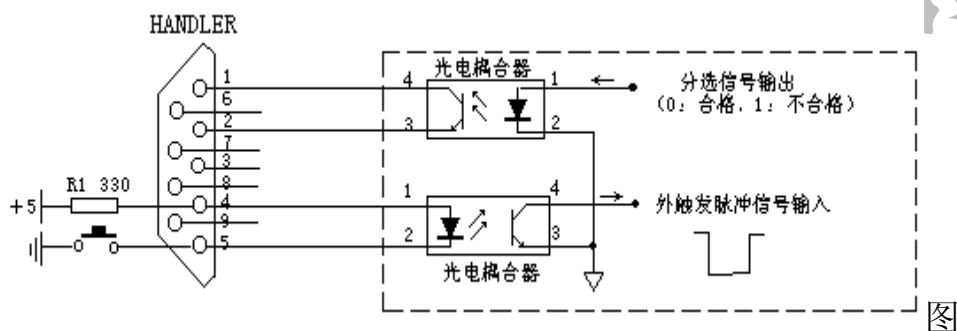 HANDLER
光电耦合器
分选信号输出
(0：合格，1：不合格)
1
6
2
7
3
8
4
9
5
4
3
1
2
R1 330
+5
1
2
4
3
外触发脉冲信号输入
光电耦合器
图